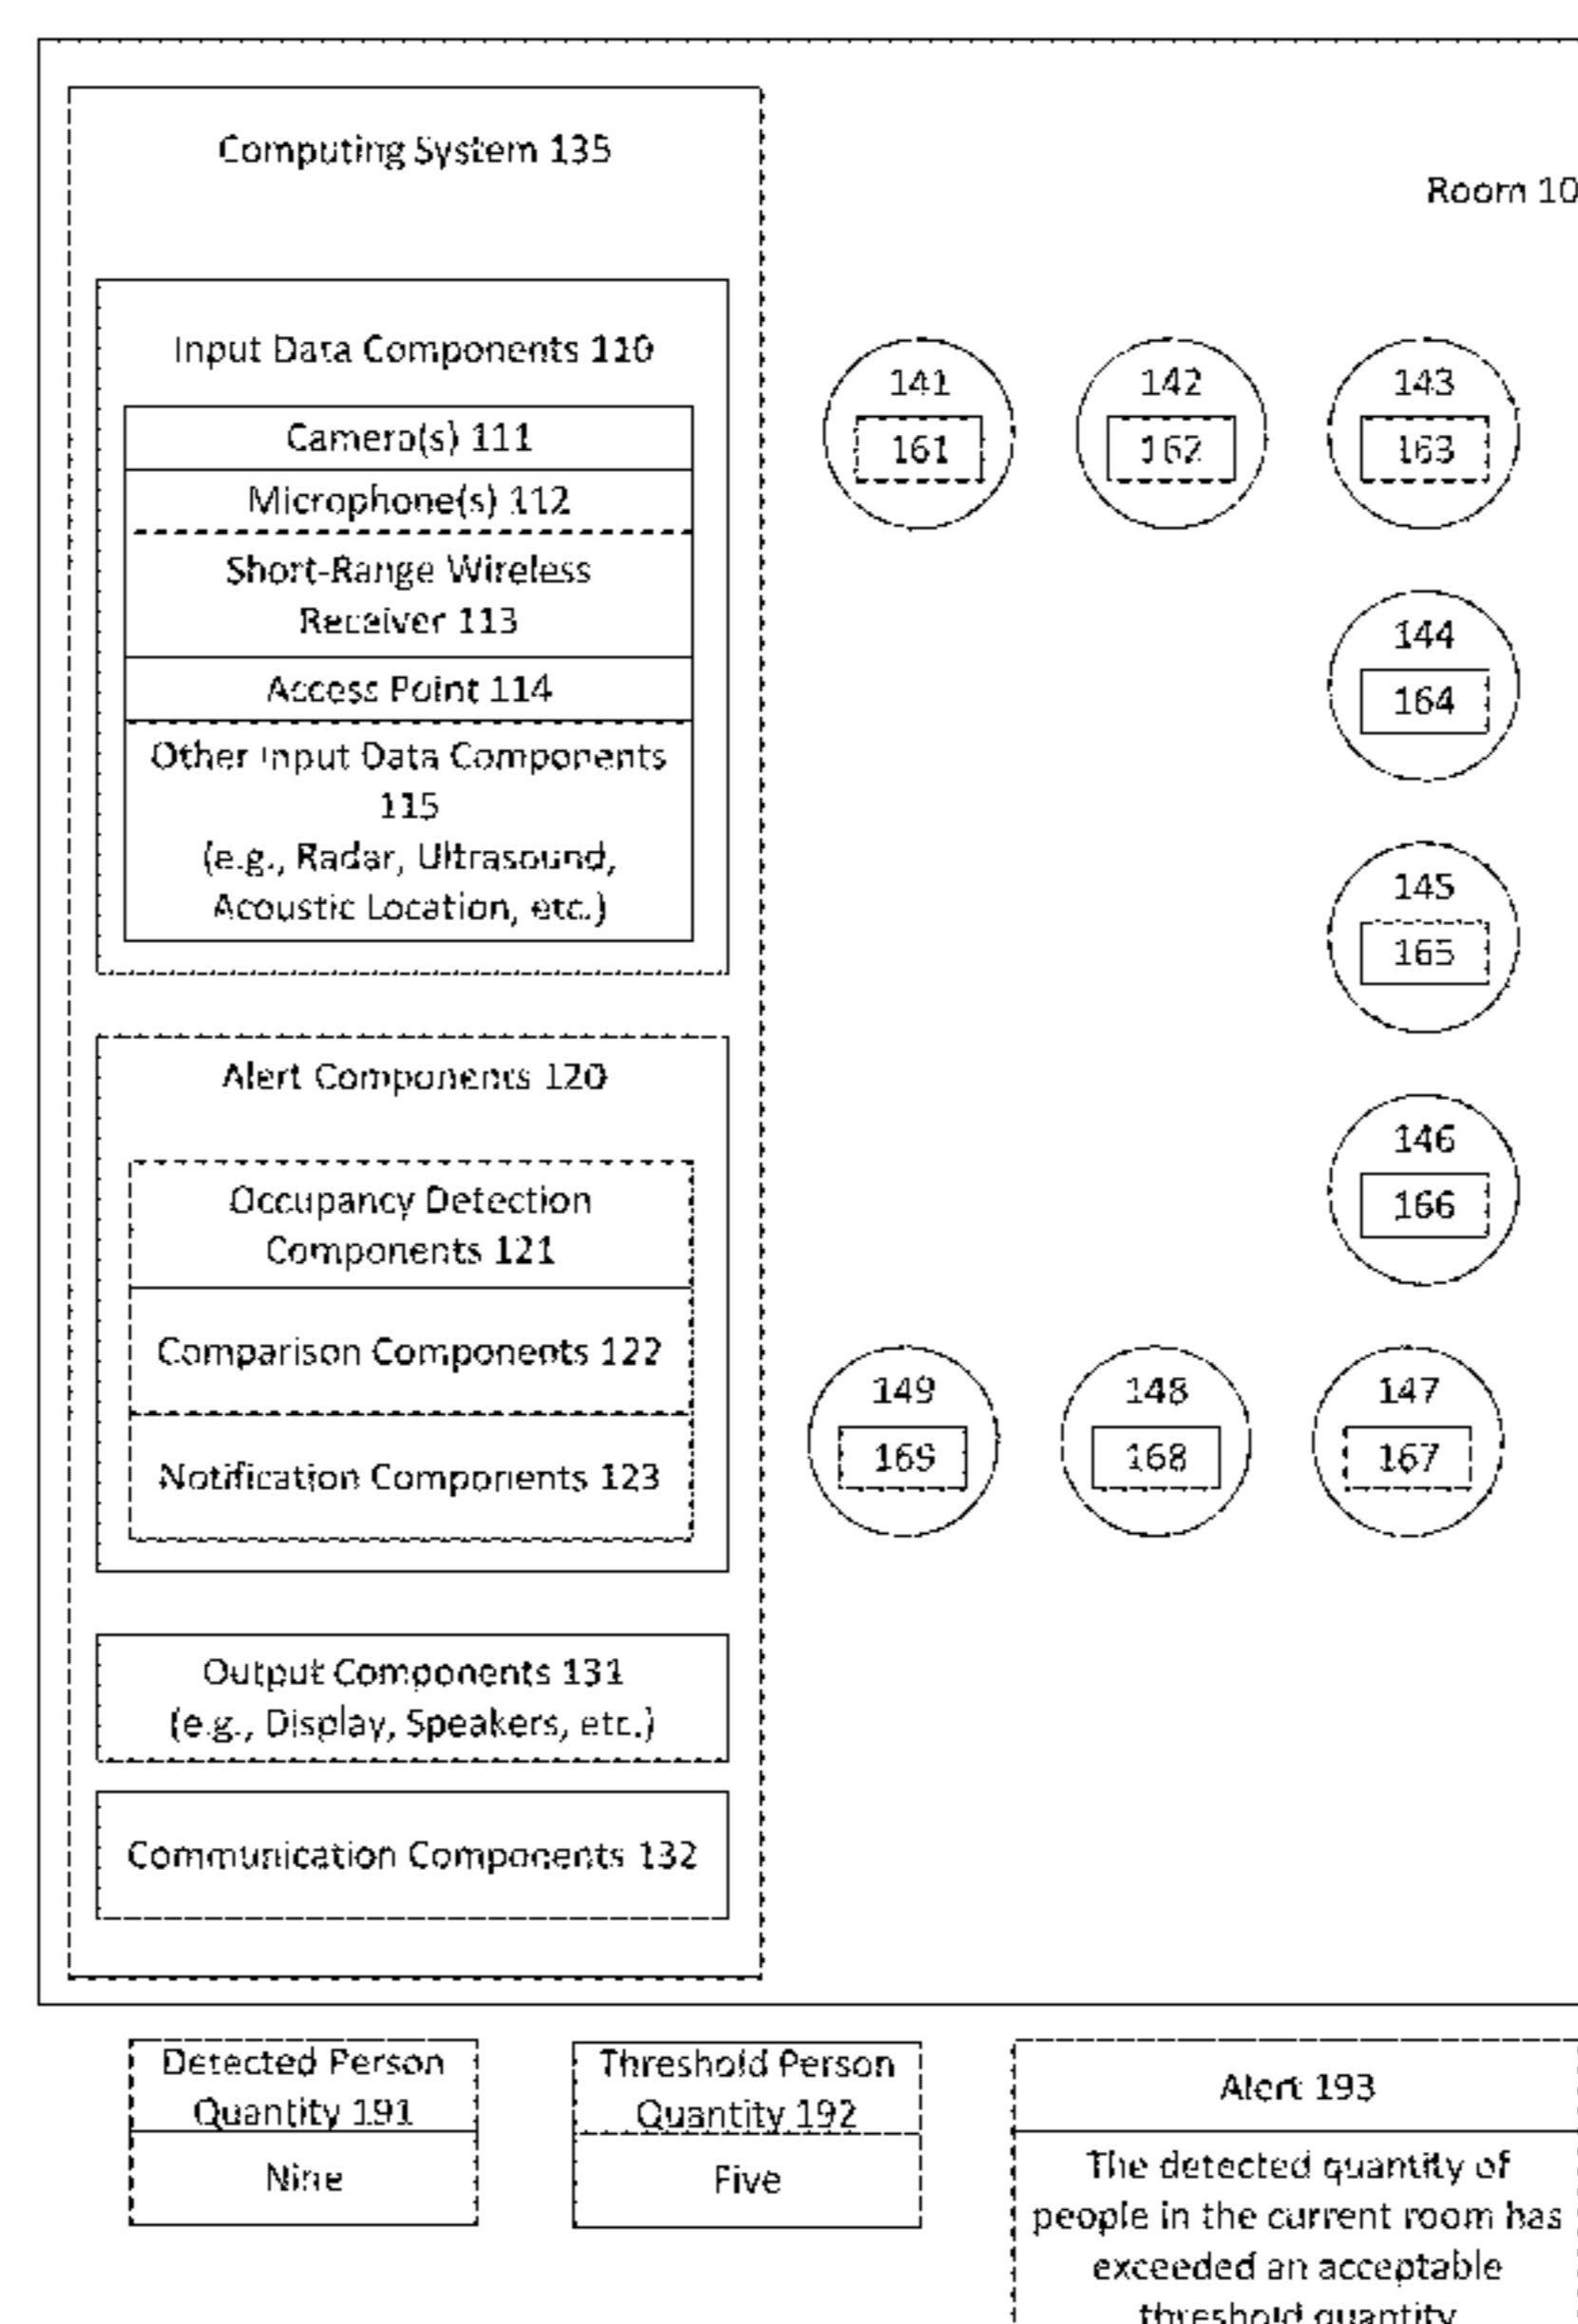 Computing System 135
Room 10
Input Data Components 110
Camera(s) 111
Microphone(s) 112
Short-Range Wireless
Receiver 113
Access Point 114
Other Input Data Components
115
(e.g., Radar, Ultrasound,
Acoustic Location, etc.)
141
161
142
162
143
163
144
164
145
165
146
166
149
169
148
168
147
167
Alert Components 120
Occupancy Detection
Components 121
Comparison Components 122
Notification Components 123
Output Components 131
(e.g., Display, Speakers, etc.)
Communication Components 132
Detected Person
Quantity 191
Nine
Threshold Person
Quantity 192
Five
Alert 193
The detected quantity of
people in the current room has
exceeded an acceptable
threshold quantity